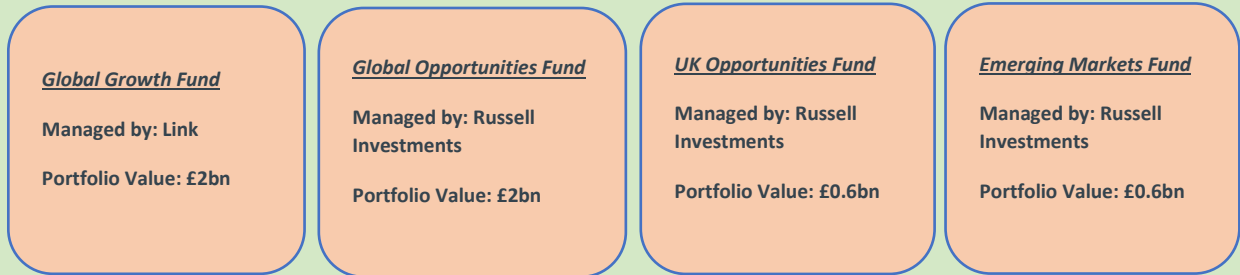 Global Growth Fund
Managed by: Link
Portfolio Value: £2bn
Global Opportunities Fund
Managed by: Russell
Investments
Portfolio Value: £2bn
UK Opportunities Fund
Managed by: Russell
Investments
Portfolio Value: £0.6bn
Emerging Markets Fund
Managed by: Russell
Investments
Portfolio Value: £0.6bn